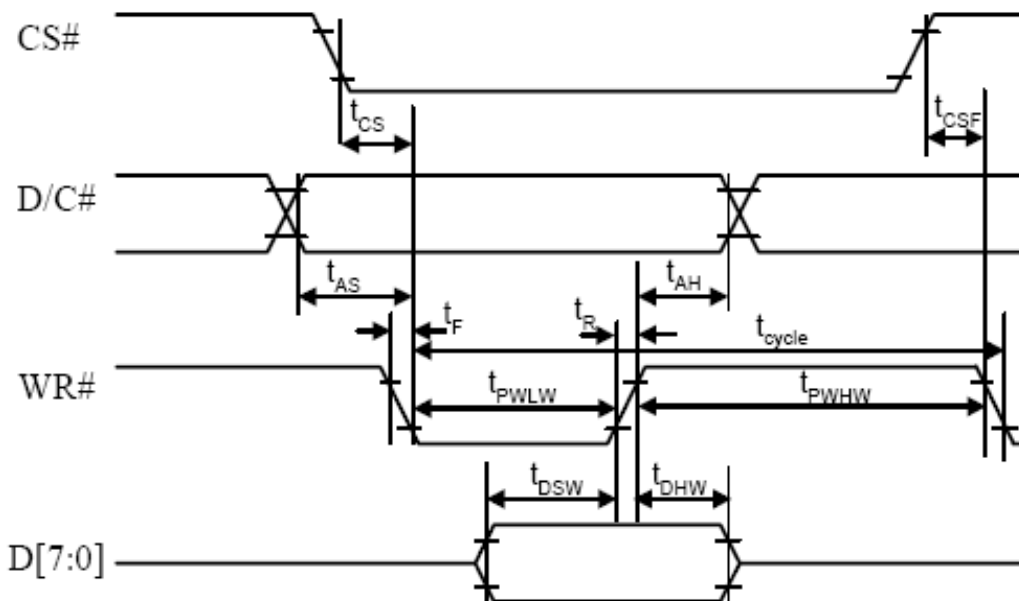 CS#
tCS
tCSF
D/C#
tAS
tAH
tF
tR
tcycle
WR#
tPWLW
tPWHW
tDSW
tDHW
D[7:0]